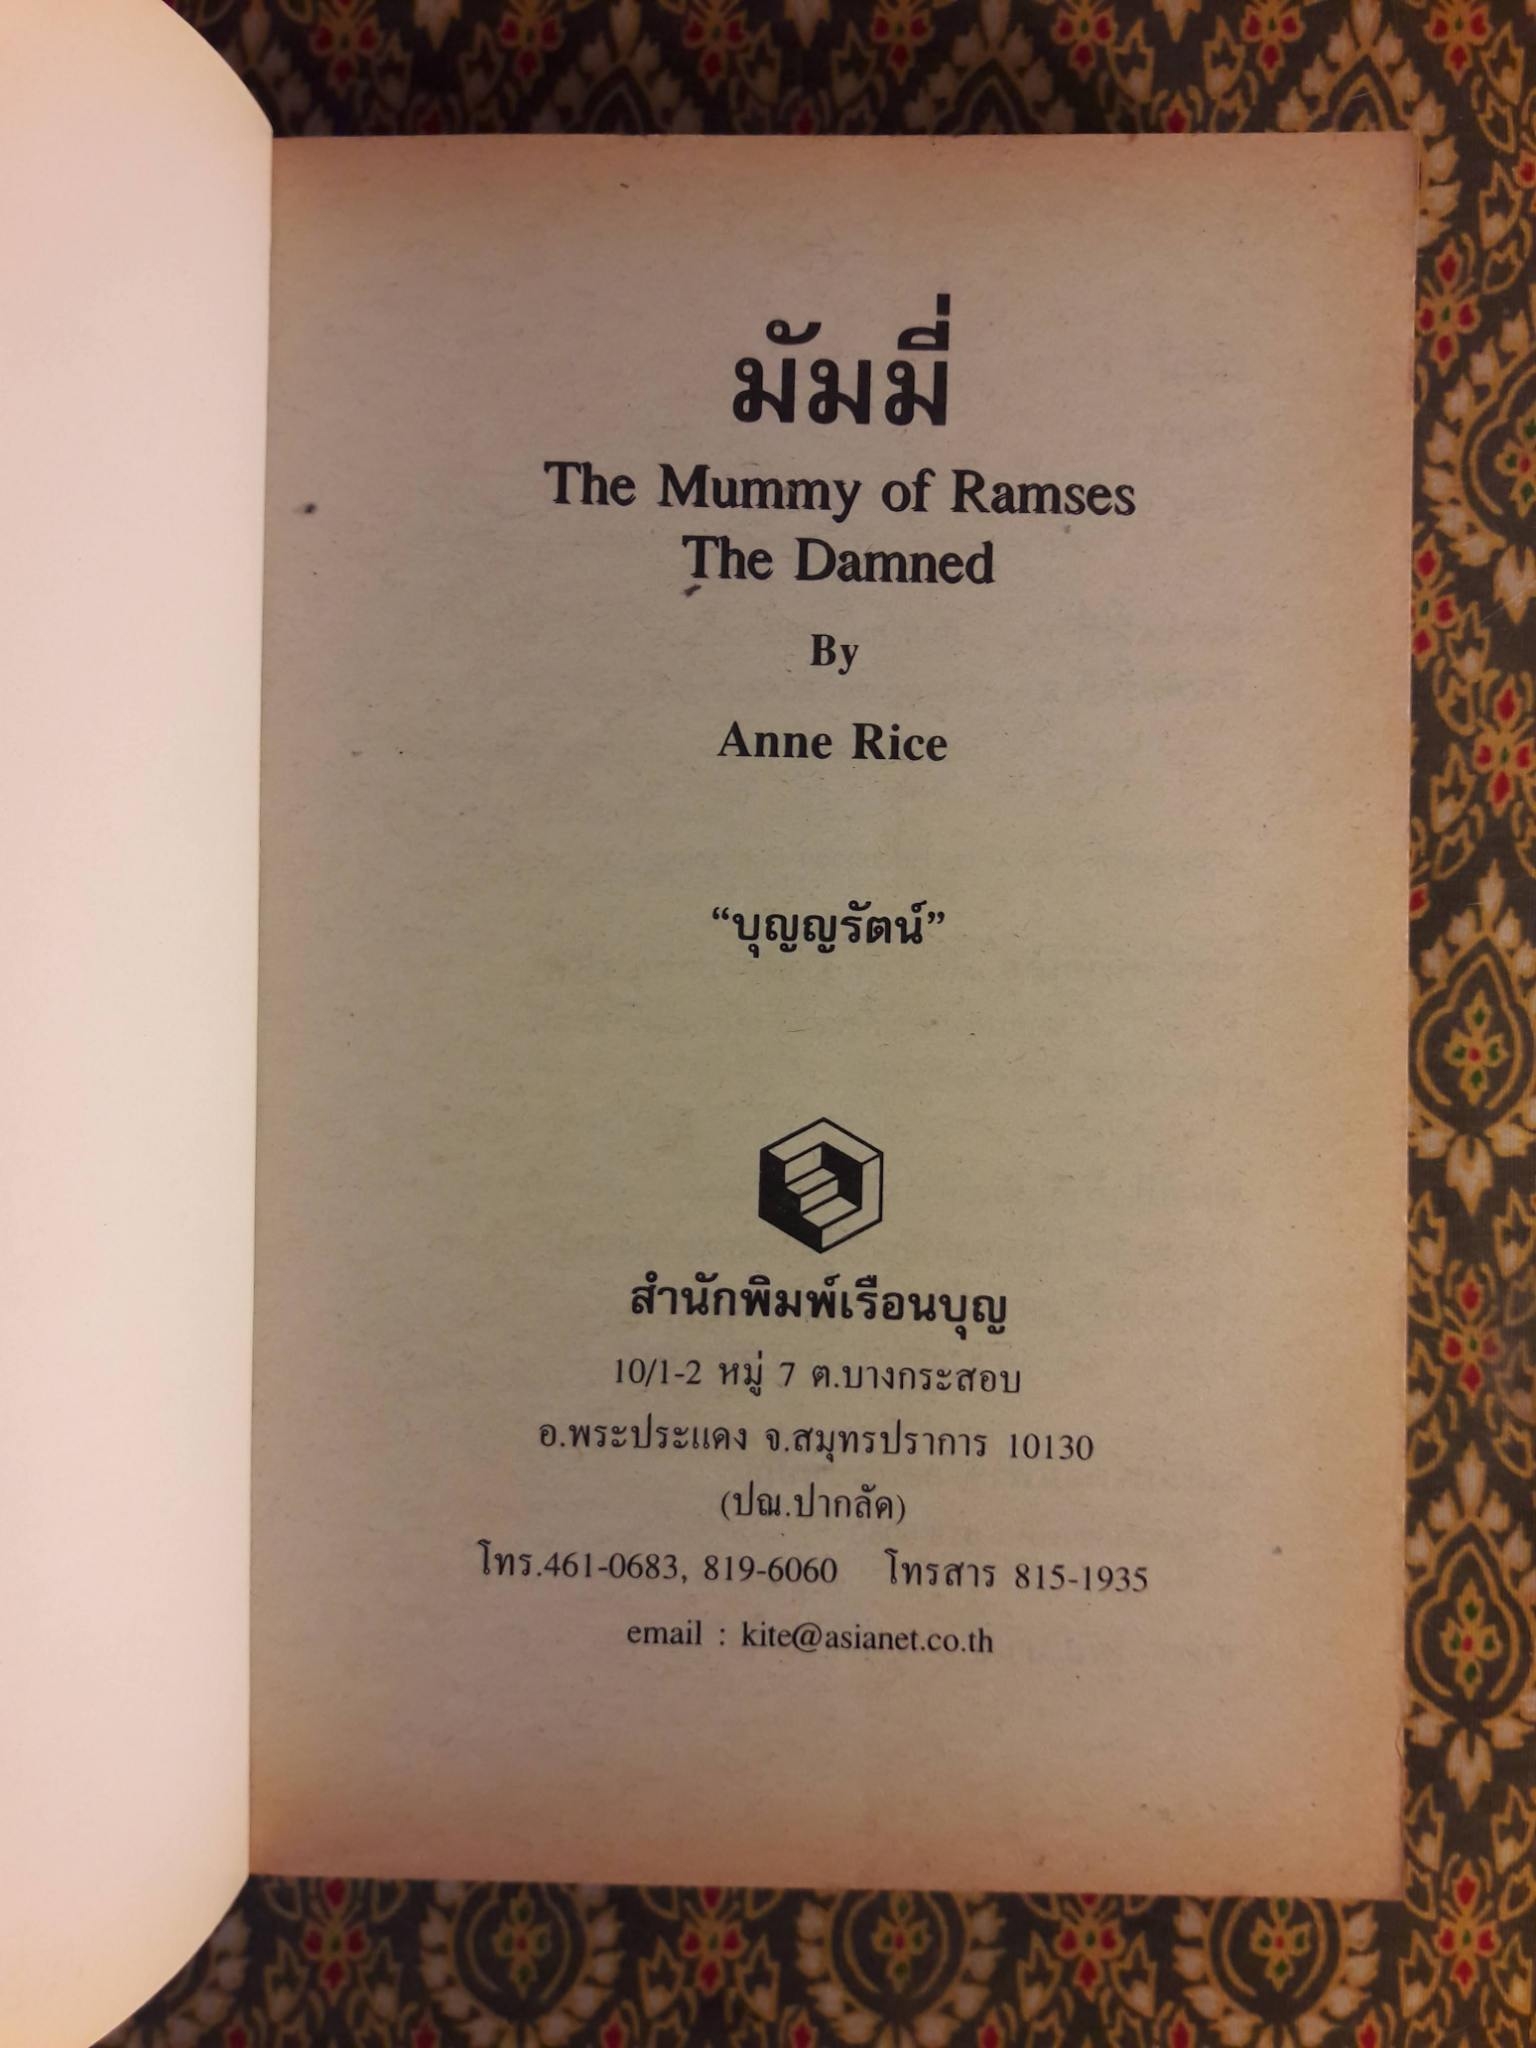 มัมมี่
The Mummy of Ramses
The Damned
By
Anne Rice
“บุญญรัตน์”
สำนักพิมพ์เรือนบุญ
10/1-2 หมู่ 7 ต.บางกระสอบ
อ.พระประแดง จ.สมุทรปราการ 10130
(ปณ.ปากลัด)
โทร.461-0683, 819-6060 โทรสาร 815-1935
email : kite@asianet.co.th